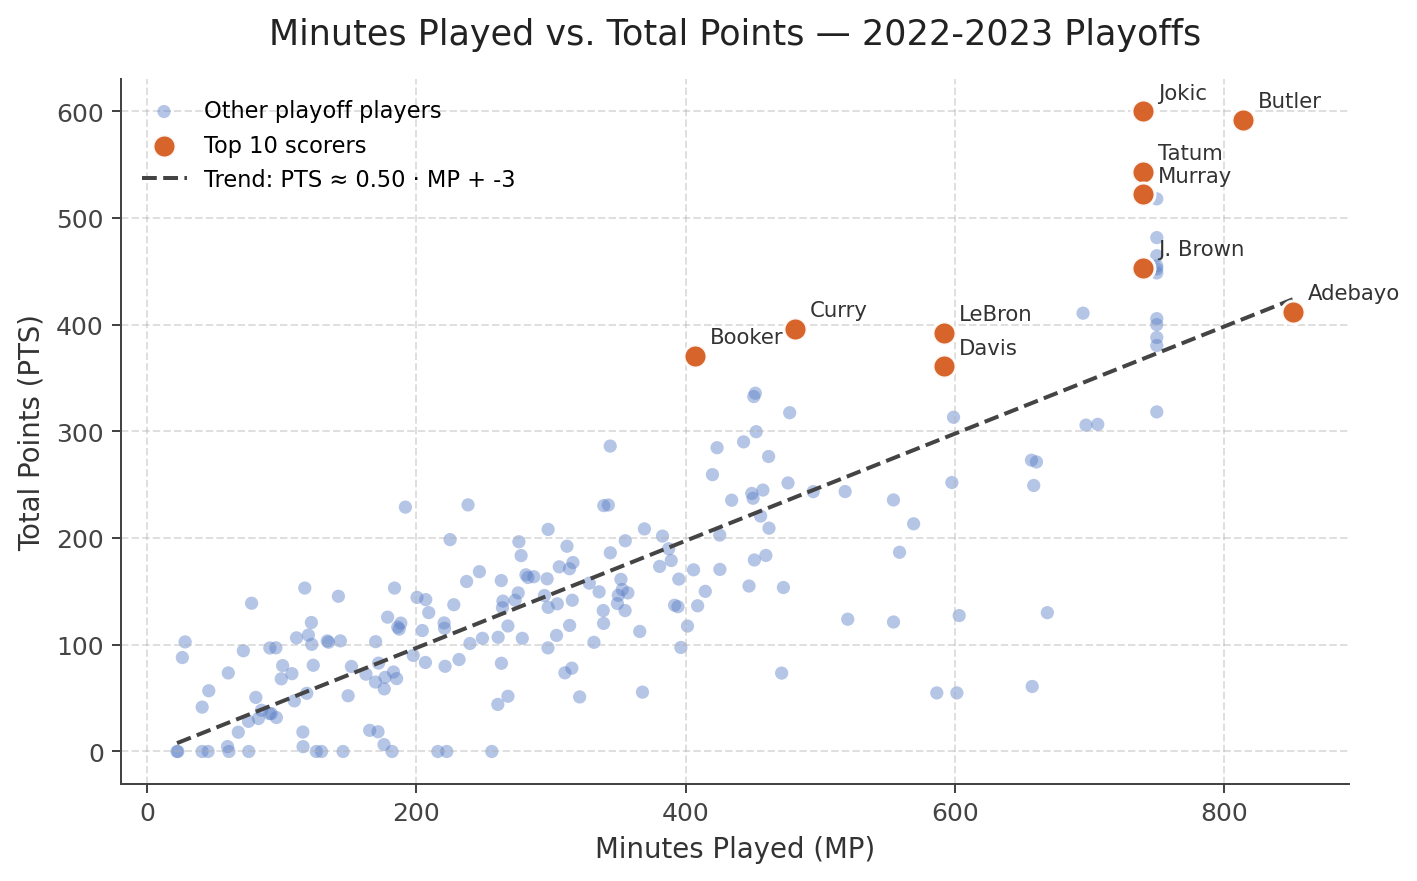 Minutes Played vs. Total Points — 2022-2023 Playoffs
Other playoff players
Top 10 scorers
Trend: PTS ≈ 0.50 · MP + -3
Jokic
Butler
Tatum
Murray
J. Brown
Adebayo
Curry
LeBron
Booker
Davis
Total Points (PTS)
600
500
400
300
200
100
0
0
200
400
600
800
Minutes Played (MP)